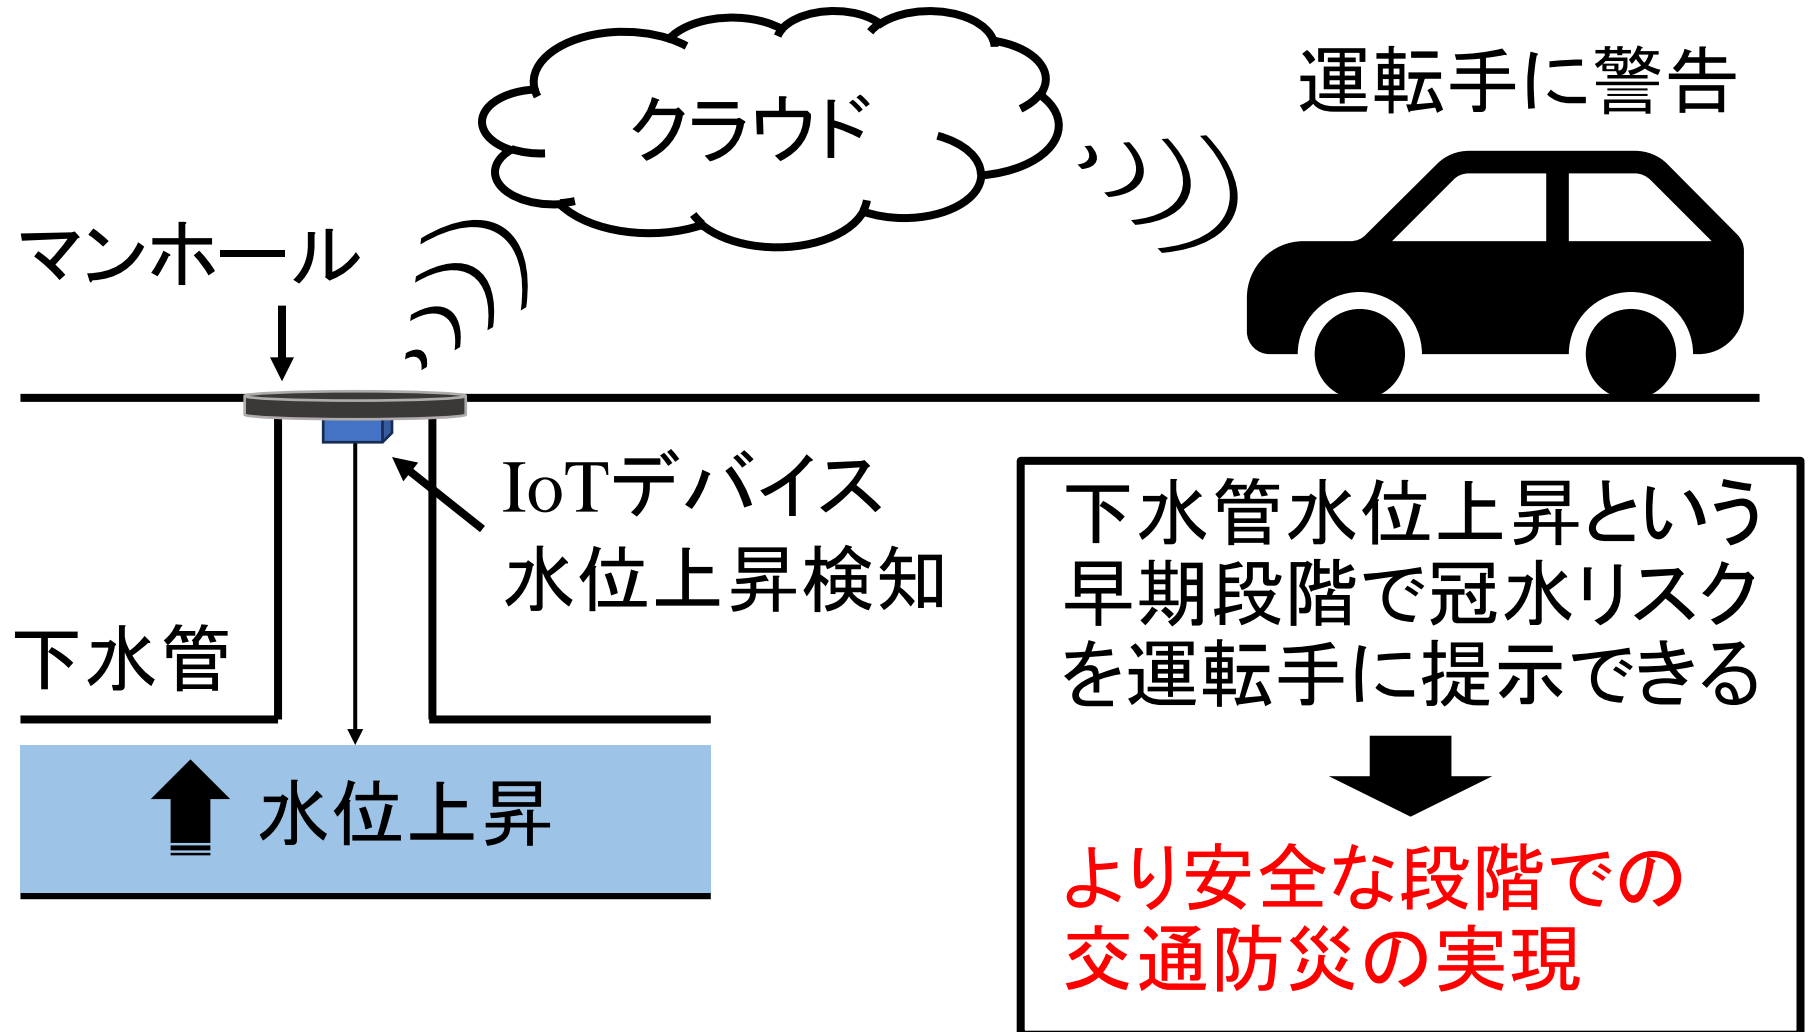 クラウド
運転手に警告
マンホール
IoTデバイス
水位上昇検知
下水管
水位上昇
下水管水位上昇という
早期段階で冠水リスク
を運転手に提示できる
より安全な段階での
交通防災の実現